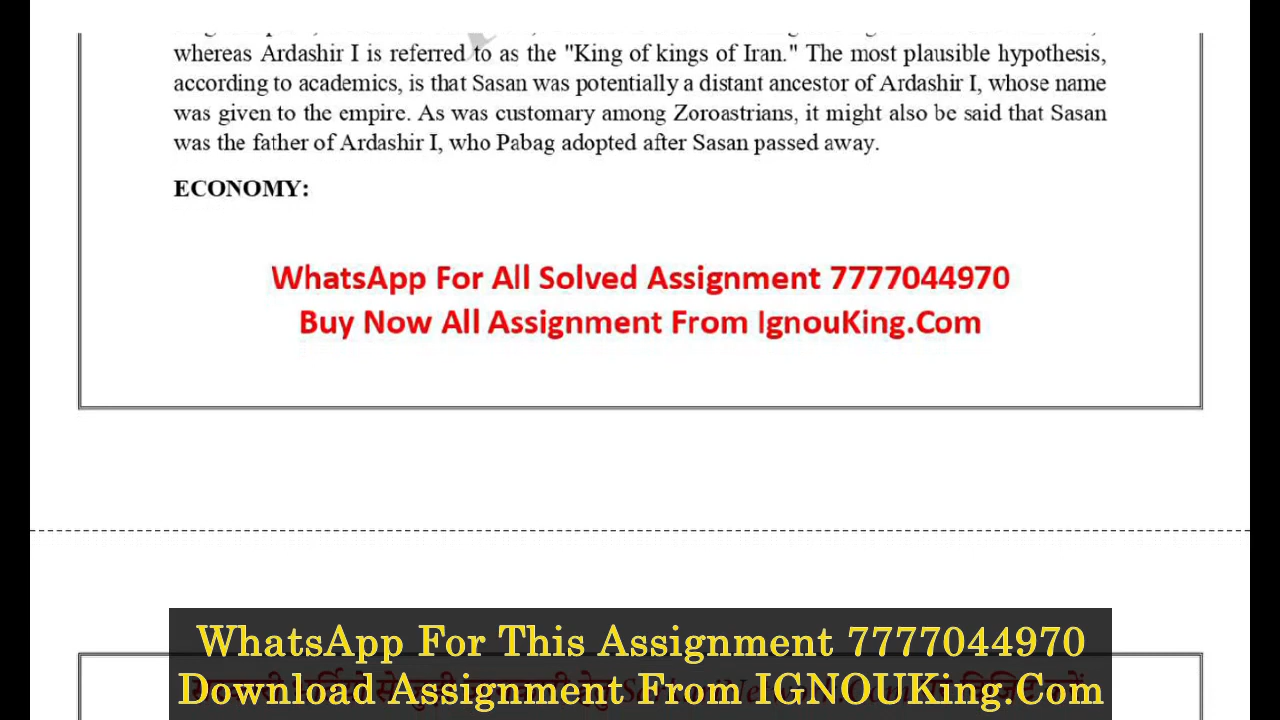 whereas Ardashir I is referred to as the "King of kings of Iran." The most plausible hypothesis,
according to academics, is that Sasan was potentially a distant ancestor of Ardashir I, whose name
was given to the empire. As was customary among Zoroastrians, it might also be said that Sasan
was the father of Ardashir I, who Pabag adopted after Sasan passed away.
ECONOMY:
WhatsApp For All Solved Assignment 7777044970
Buy Now All Assignment From IgnouKing.Com
WhatsApp For This Assignment 7777044970
Download Assignment From IGNOUKing.Com